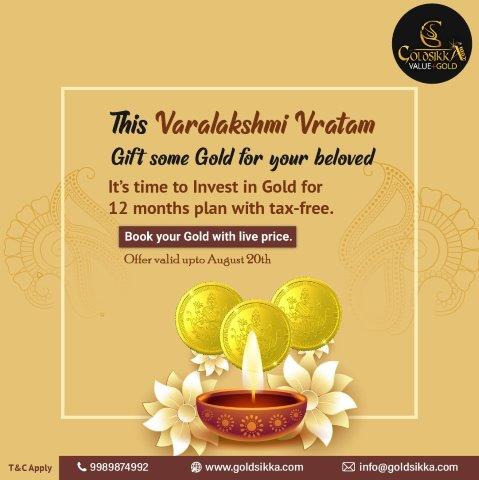 GOLDSIKKA
VALUE-GOLD
This Varalakshmi Vratam
Gift some Gold for your beloved
It's time to Invest in Gold for
12 months plan with tax-free.
Book your Gold with live price.
Offer valid upto August 20th
T&C Apply
9989874992
www.goldsikka.com
info@goldsikka.com